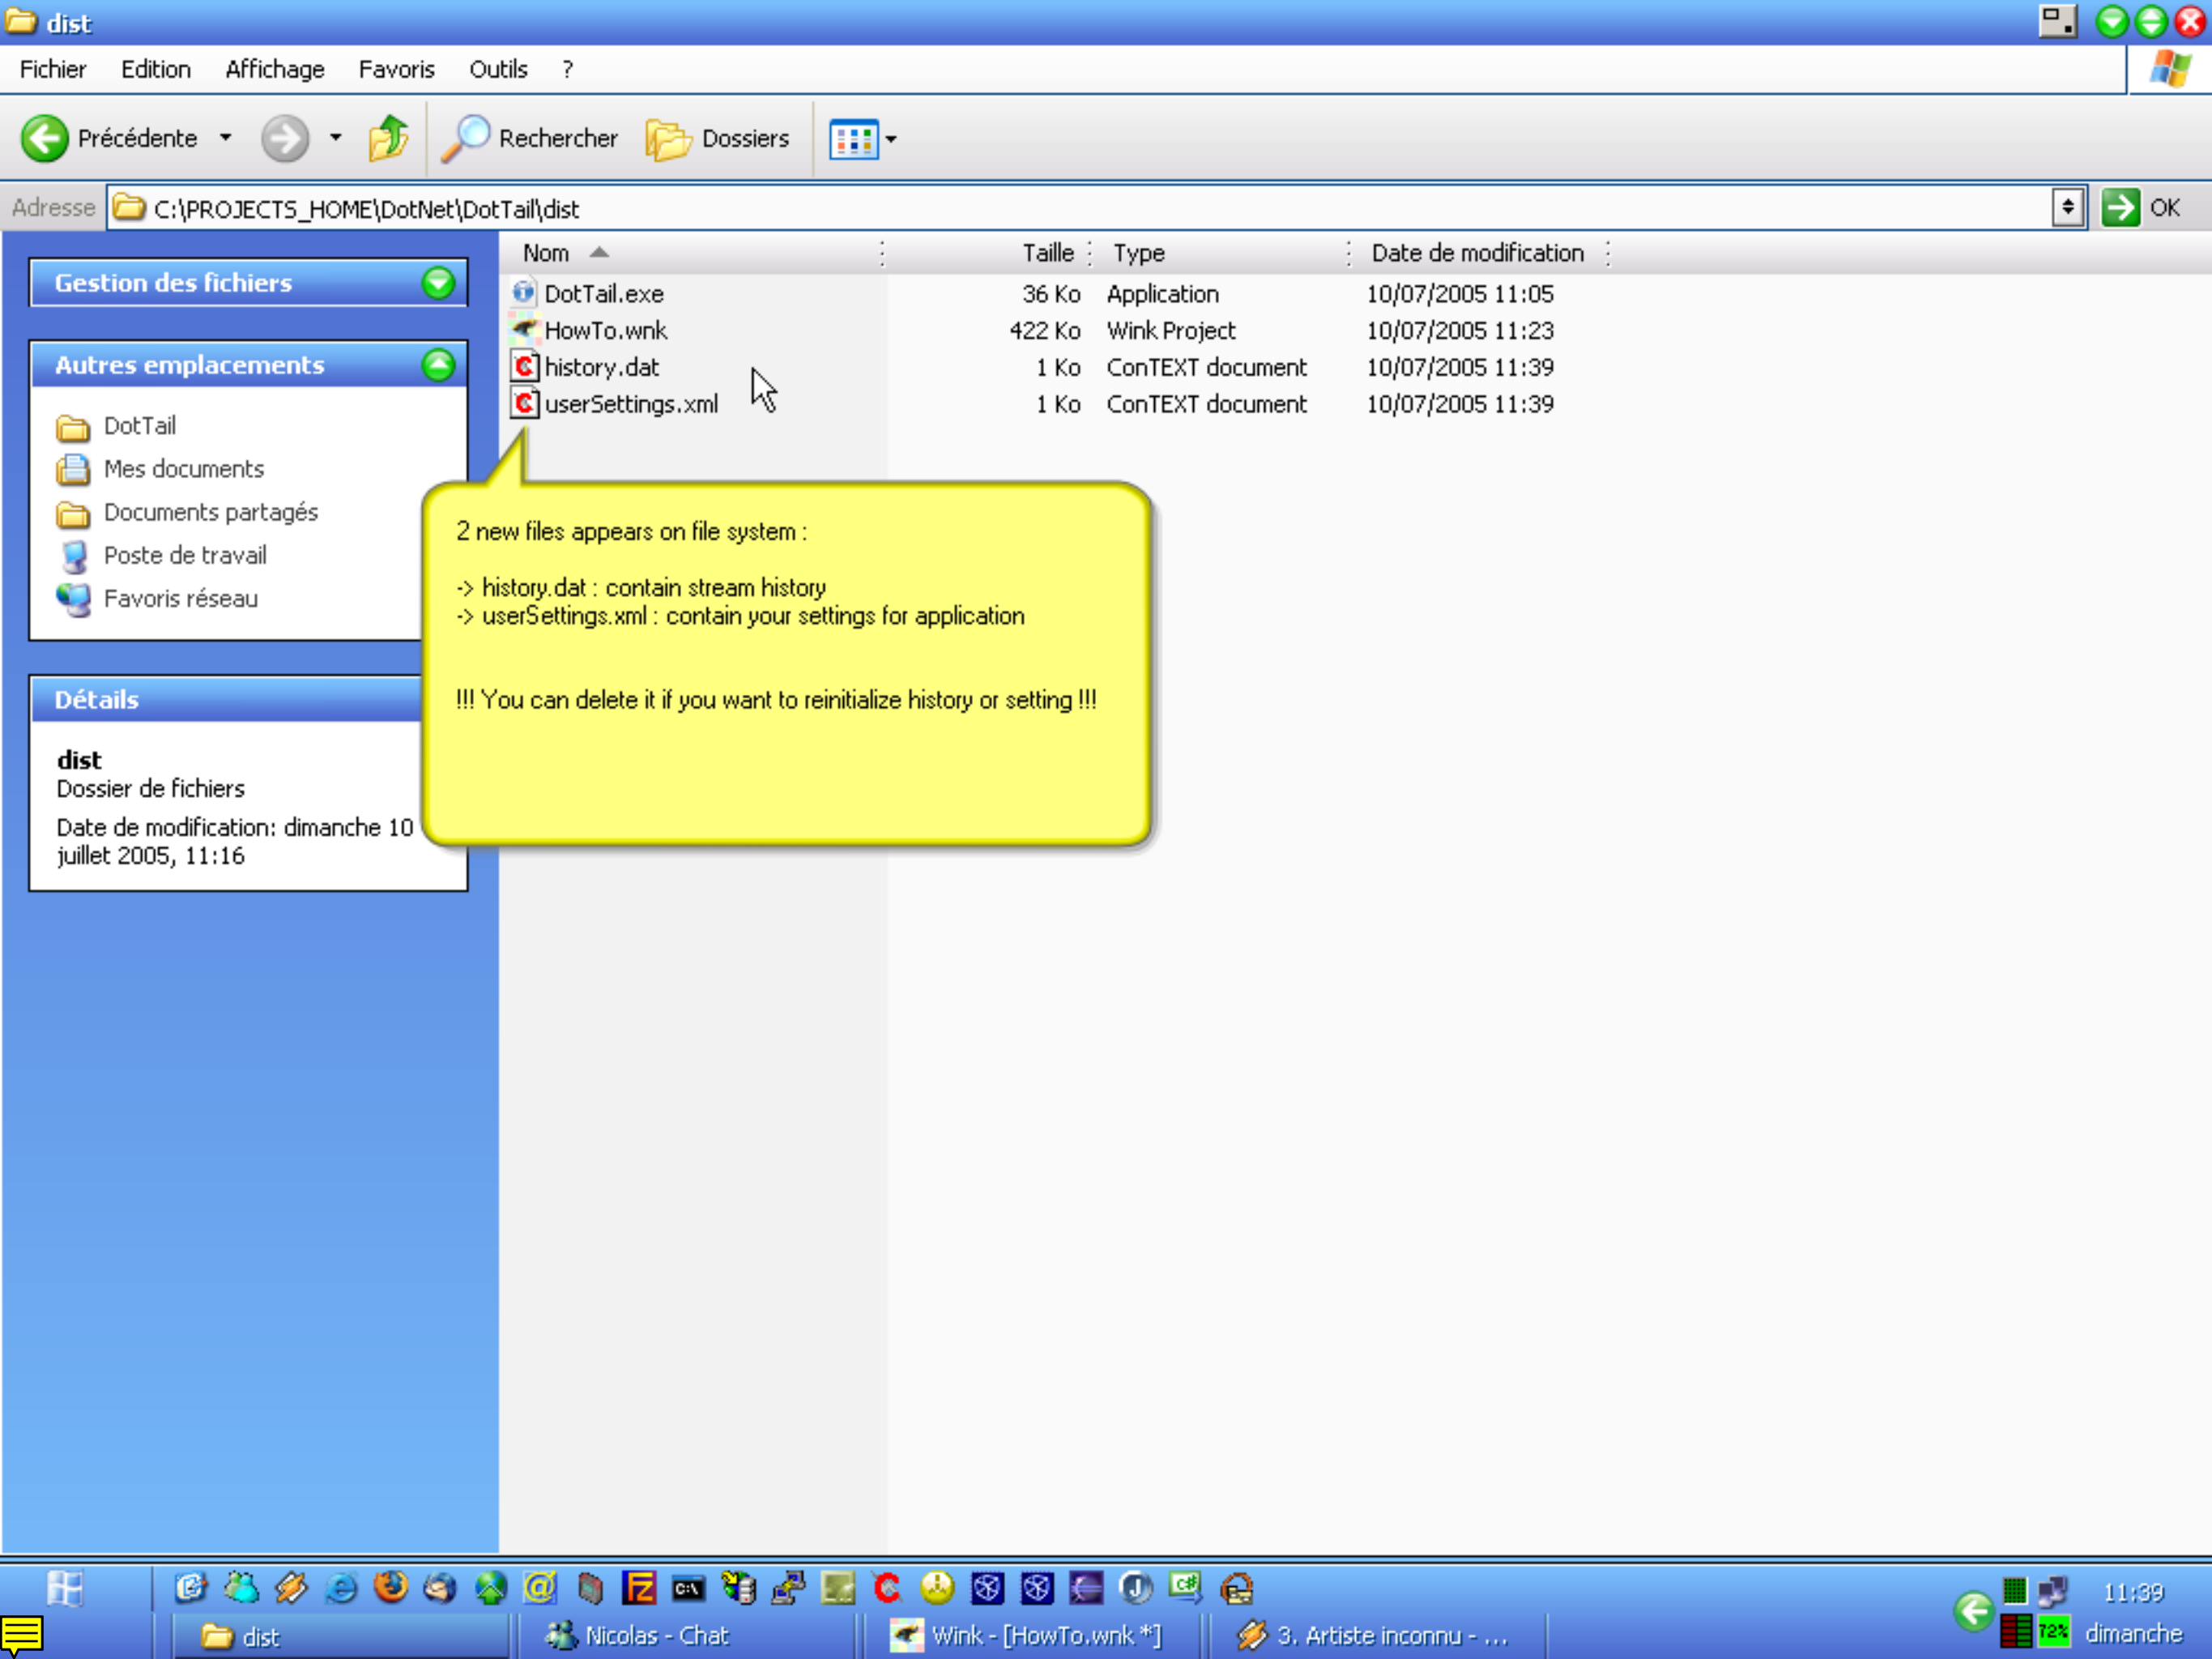 dist
Fichier Edition Affichage Favoris Outils ?
Précédente Rechercher Dossiers
Adresse C:\PROJECTS_HOME\DotNet\DotTail\dist OK
Nom Taille Type Date de modification
DotTail.exe 36 Ko Application 10/07/2005 11:05
HowTo.wnk 422 Ko Wink Project 10/07/2005 11:23
history.dat 1 Ko ConTEXT document 10/07/2005 11:39
userSettings.xml 1 Ko ConTEXT document 10/07/2005 11:39
Gestion des fichiers
Autres emplacements
DotTail
Mes documents
Documents partagés
Poste de travail
Favoris réseau
Détails
dist
Dossier de fichiers
Date de modification: dimanche 10
juillet 2005, 11:16
2 new files appears on file system :
-> history.dat : contain stream history
-> userSettings.xml : contain your settings for application
!!! You can delete it if you want to reinitialize history or setting !!!
11:39
dist Nicolas - Chat Wink - [HowTo.wnk *] 3. Artiste inconnu - ... 72% dimanche